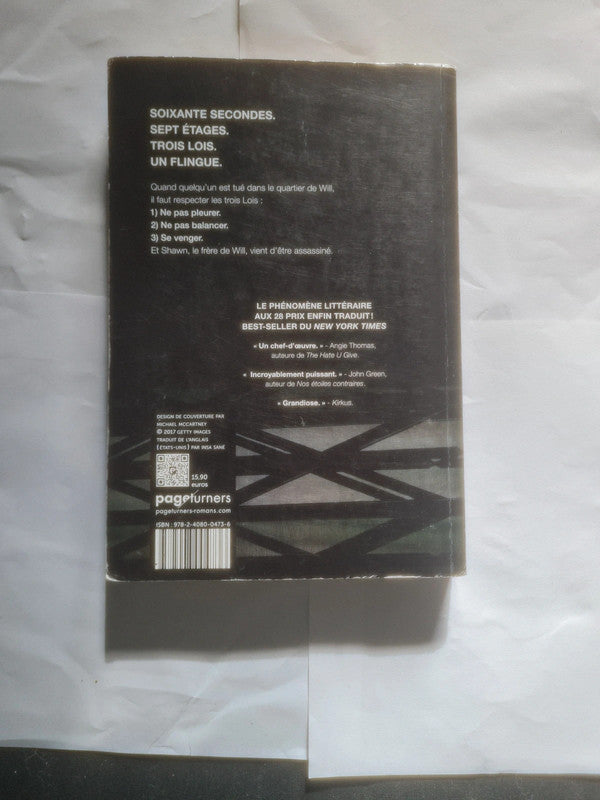 SOIXANTE SECONDES.
SEPT ÉTAGES.
TROIS LOIS.
UN FLINGUE.
Quand quelqu'un est tué dans le quartier de Will,
il faut respecter les trois Lois :
1) Ne pas pleurer.
2) Ne pas balancer.
3) Se venger.
Et Shawn, le frère de Will, vient d'être assassiné.
LE PHÉNOMÈNE LITTÉRAIRE
AUX 28 PRIX ENFIN TRADUIT !
BEST-SELLER DU NEW YORK TIMES
« Un chef-d'œuvre. » - Angie Thomas,
auteure de The Hate U Give.
« Incroyablement puissant. » - John Green,
auteur de Nos étoiles contraires.
« Grandiose. » - Kirkus.
DESIGN DE COUVERTURE PAR
MICHAEL MCCARTNEY
© 2017 GETTY IMAGES
TRADUIT DE L'ANGLAIS
(ÉTATS-UNIS) PAR INSA SANÉ
15,90
euros
pageturners
pageturners-romans.com
ISBN : 978-2-4080-0473-6